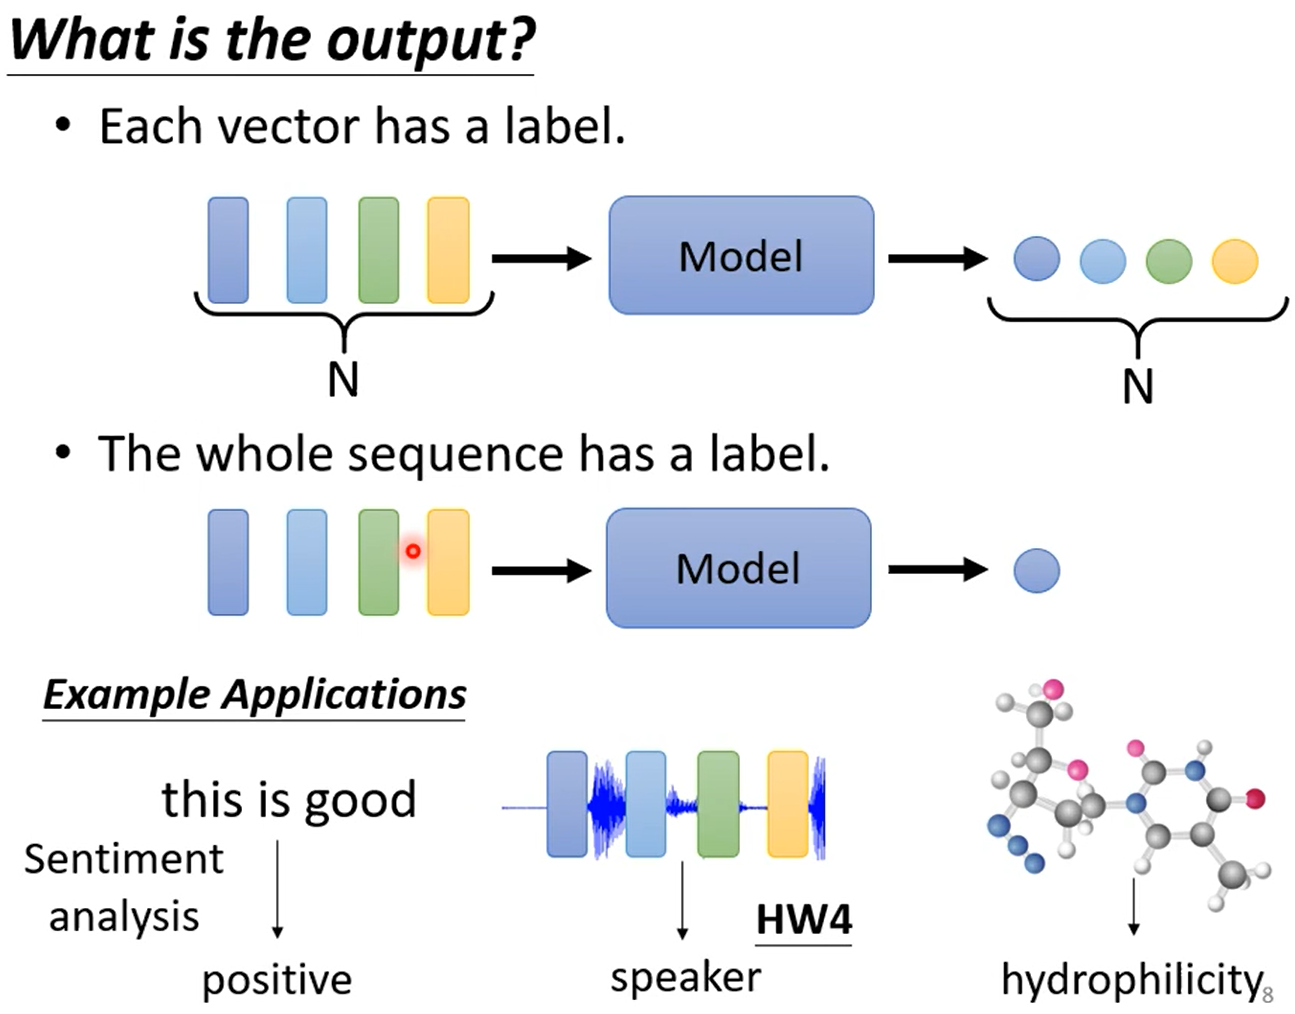 What is the output?
• Each vector has a label.
Model
N
N
• The whole sequence has a label.
Model
Example Applications
this is good
Sentiment
analysis
positive
HW4
speaker
hydrophilicity
8